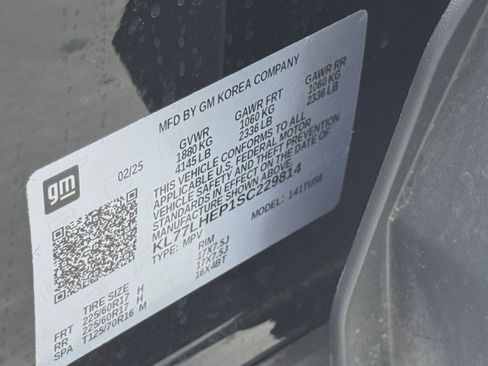 gm
02/25
MFD BY GM KOREA COMPANY
GVWR GAWR FRT GAWR RR
1880 KG 1060 KG 1060 KG
4145 LB 2336 LB 2336 LB
THIS VEHICLE CONFORMS TO ALL
APPLICABLE U.S. FEDERAL MOTOR
VEHICLE SAFETY AND THEFT PREVENTION
STANDARDS IN EFFECT ON THE DATE OF
MANUFACTURE SHOWN ABOVE.
KL77LHEP1SC229814
TYPE: MPV MODEL: 141TU58
TIRE SIZE RIM
FRT 225/60R17 H 17X7.5J
RR 225/60R17 H 17X7.5J
SPA T125/70R16 M 16X4BT